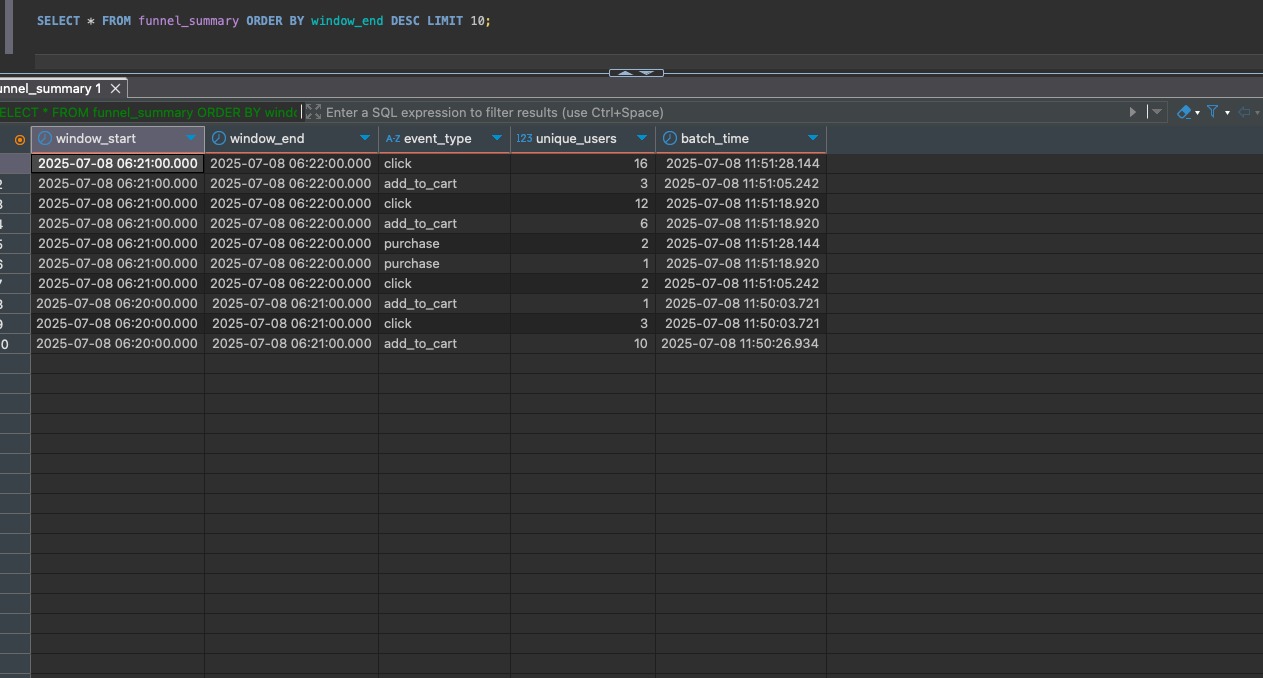 SELECT * FROM funnel_summary ORDER BY window_end DESC LIMIT 10;
unnel_summary 1
ELECT * FROM funnel_summary ORDER BY windo Enter a SQL expression to filter results (use Ctrl+Space)
window_start A-Z window_end event_type 123 unique_users batch_time
2025-07-08 06:21:00.000 2025-07-08 06:22:00.000 click 16 2025-07-08 11:51:28.144
2 2025-07-08 06:21:00.000 2025-07-08 06:22:00.000 add_to_cart 3 2025-07-08 11:51:05.242
3 2025-07-08 06:21:00.000 2025-07-08 06:22:00.000 click 12 2025-07-08 11:51:18.920
4 2025-07-08 06:21:00.000 2025-07-08 06:22:00.000 add_to_cart 6 2025-07-08 11:51:18.920
5 2025-07-08 06:21:00.000 2025-07-08 06:22:00.000 purchase 2 2025-07-08 11:51:28.144
6 2025-07-08 06:21:00.000 2025-07-08 06:22:00.000 purchase 1 2025-07-08 11:51:18.920
7 2025-07-08 06:21:00.000 2025-07-08 06:22:00.000 click 2 2025-07-08 11:51:05.242
8 2025-07-08 06:20:00.000 2025-07-08 06:21:00.000 add_to_cart 1 2025-07-08 11:50:03.721
9 2025-07-08 06:20:00.000 2025-07-08 06:21:00.000 click 3 2025-07-08 11:50:03.721
0 2025-07-08 06:20:00.000 2025-07-08 06:21:00.000 add_to_cart 10 2025-07-08 11:50:26.934